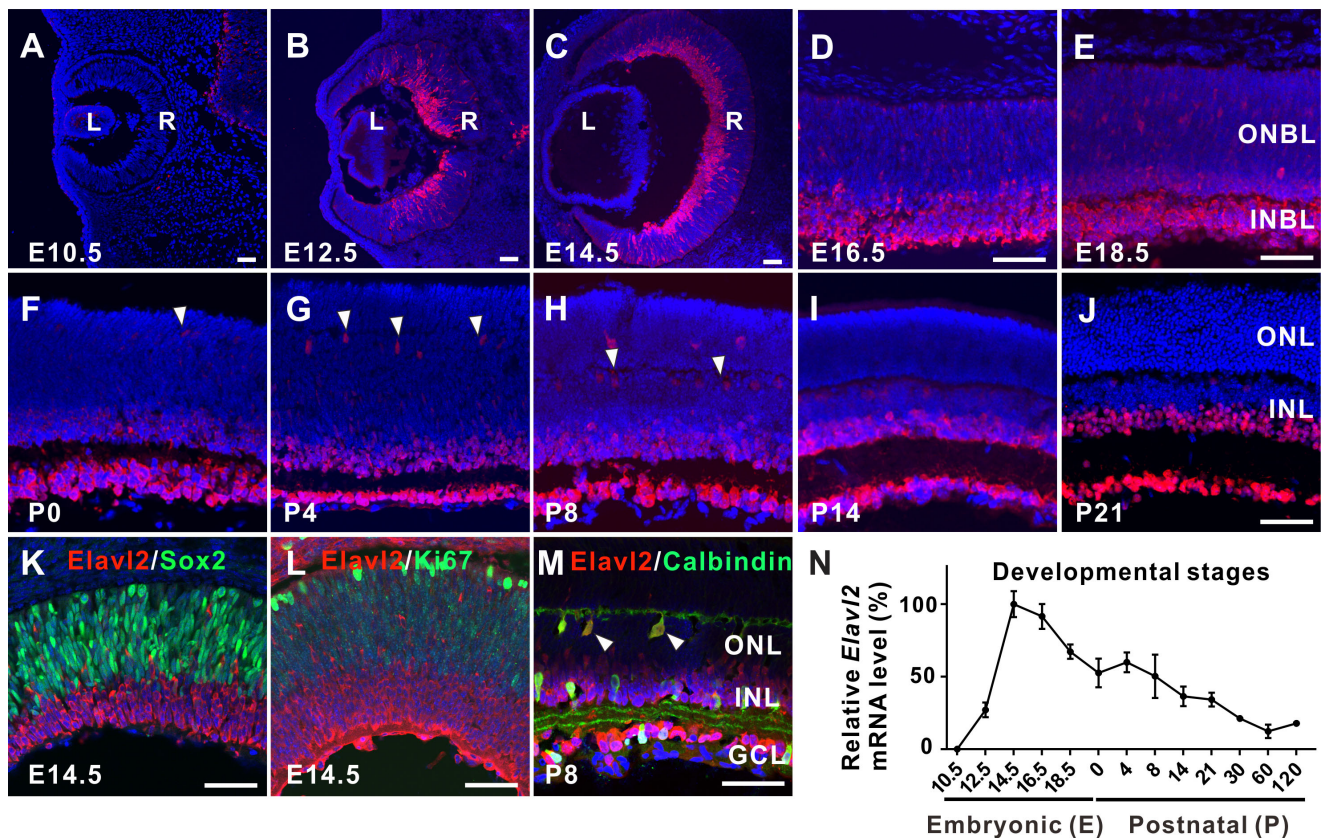 A
L
R
E10.5
B
L
R
E12.5
C
L
R
E14.5
D
E16.5
E
ONBL
INBL
E18.5
F
P0
G
P4
H
P8
I
P14
J
ONL
INL
P21
K
Elavl2/Sox2
E14.5
L
Elavl2/Ki67
E14.5
M
Elavl2/Calbindin
ONL
INL
GCL
P8
N
Developmental stages
Relative Elavl2
mRNA level (%)
100
50
0
10.5 12.5 14.5 16.5 18.5 0 4 8 14 21 30 60 120
Embryonic (E) Postnatal (P)